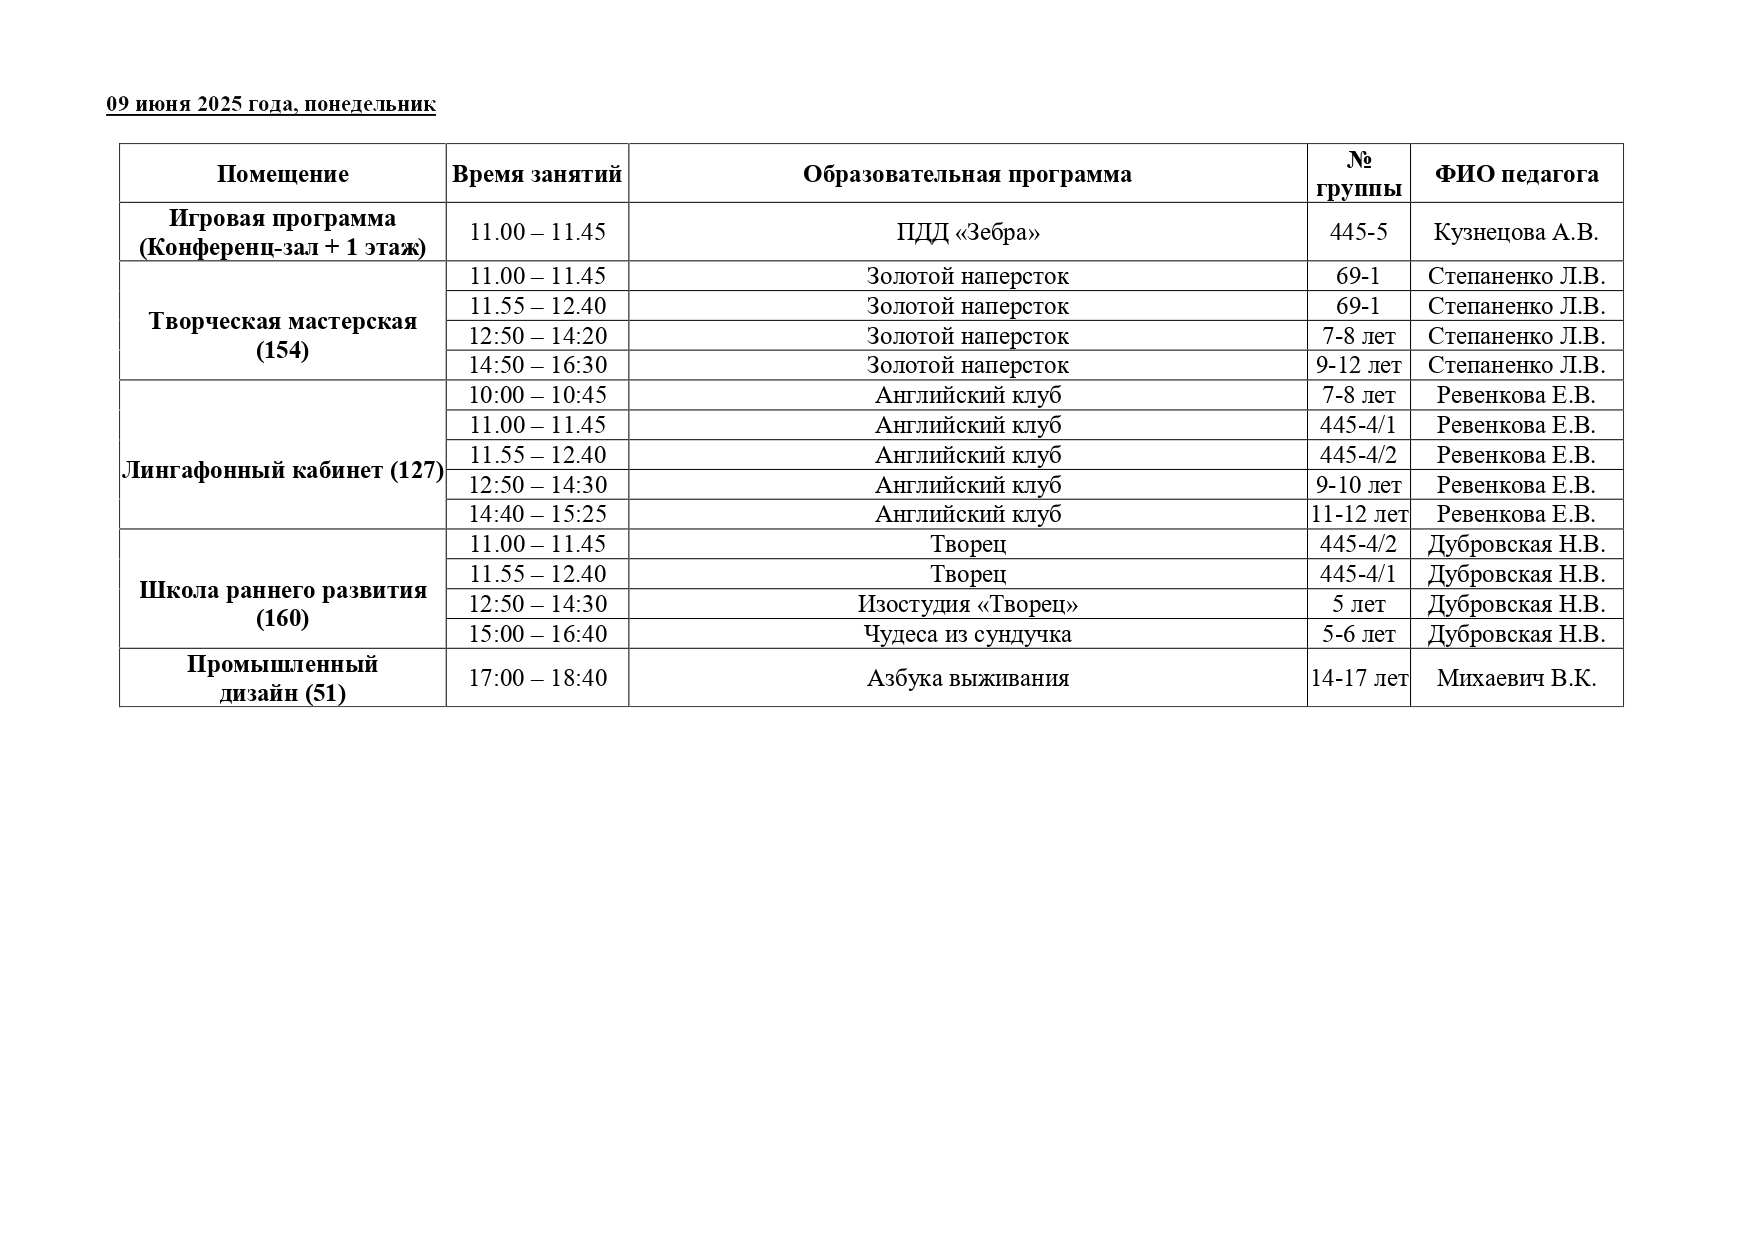 09 июня 2025 года, понедельник
Помещение Время занятий Образовательная программа № группы ФИО педагога
Игровая программа
(Конференц-зал + 1 этаж) 11.00 – 11.45 ПДД «Зебра» 445-5 Кузнецова А.В.
Творческая мастерская
(154) 11.00 – 11.45 Золотой наперсток 69-1 Степаненко Л.В.
11.55 – 12.40 Золотой наперсток 69-1 Степаненко Л.В.
12:50 – 14:20 Золотой наперсток 7-8 лет Степаненко Л.В.
14:50 – 16:30 Золотой наперсток 9-12 лет Степаненко Л.В.
Лингафонный кабинет (127) 10:00 – 10:45 Английский клуб 7-8 лет Ревенкова Е.В.
11.00 – 11.45 Английский клуб 445-4/1 Ревенкова Е.В.
11.55 – 12.40 Английский клуб 445-4/2 Ревенкова Е.В.
12:50 – 14:30 Английский клуб 9-10 лет Ревенкова Е.В.
14:40 – 15:25 Английский клуб 11-12 лет Ревенкова Е.В.
Школа раннего развития
(160) 11.00 – 11.45 Творец 445-4/2 Дубровская Н.В.
11.55 – 12.40 Творец 445-4/1 Дубровская Н.В.
12:50 – 14:30 Изостудия «Творец» 5 лет Дубровская Н.В.
15:00 – 16:40 Чудеса из сундучка 5-6 лет Дубровская Н.В.
Промышленный
дизайн (51) 17:00 – 18:40 Азбука выживания 14-17 лет Михаевич В.К.